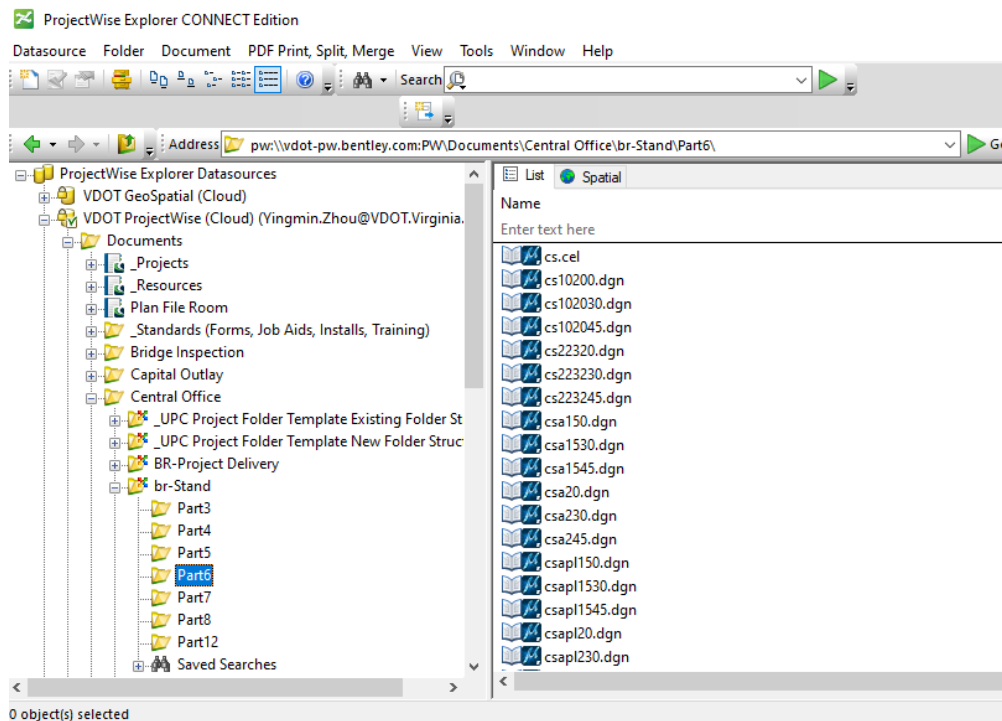 ProjectWise Explorer CONNECT Edition
Datasource Folder Document PDF Print, Split, Merge View Tools Window Help
Search
Address pw:\\vdot-pw.bentley.com:PW\Documents\Central Office\br-Stand\Part6\ Go
ProjectWise Explorer Datasources
VDOT GeoSpatial (Cloud)
VDOT ProjectWise (Cloud) (Yingmin.Zhou@VDOT.Virginia.
Documents
_Projects
_Resources
Plan File Room
_Standards (Forms, Job Aids, Installs, Training)
Bridge Inspection
Capital Outlay
Central Office
_UPC Project Folder Template Existing Folder St
_UPC Project Folder Template New Folder Struc
BR-Project Delivery
br-Stand
Part3
Part4
Part5
Part6
Part7
Part8
Part12
Saved Searches
List Spatial
Name
Enter text here
cs.cel
cs10200.dgn
cs102030.dgn
cs102045.dgn
cs22320.dgn
cs223230.dgn
cs223245.dgn
csa150.dgn
csa1530.dgn
csa1545.dgn
csa20.dgn
csa230.dgn
csa245.dgn
csapl150.dgn
csapl1530.dgn
csapl1545.dgn
csapl20.dgn
csapl230.dgn
0 object(s) selected